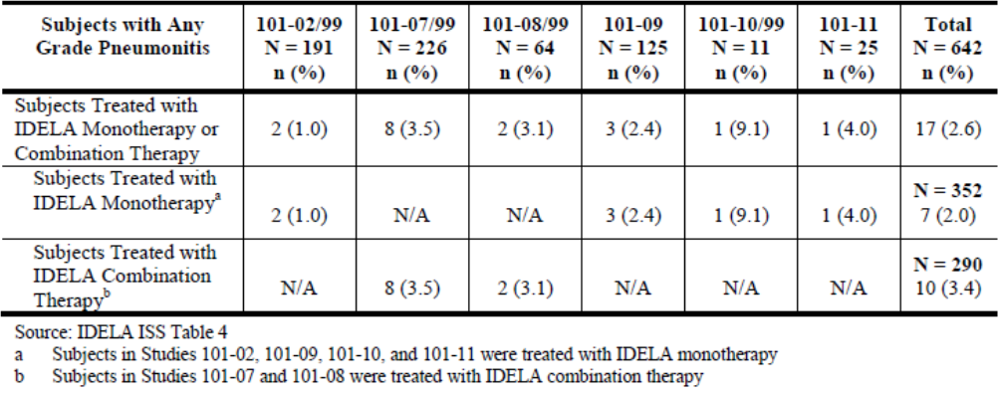 Subjects with Any Grade Pneumonitis | 101-02/99 N = 191 n (%) | 101-07/99 N = 226 n (%) | 101-08/99 N = 64 n (%) | 101-09 N = 125 n (%) | 101-10/99 N = 11 n (%) | 101-11 N = 25 n (%) | Total N = 642 n (%)
Subjects Treated with IDELA Monotherapy or Combination Therapy | 2 (1.0) | 8 (3.5) | 2 (3.1) | 3 (2.4) | 1 (9.1) | 1 (4.0) | 17 (2.6)
Subjects Treated with IDELA Monotherapy^a | 2 (1.0) | N/A | N/A | 3 (2.4) | 1 (9.1) | 1 (4.0) | N = 352 7 (2.0)
Subjects Treated with IDELA Combination Therapy^b | N/A | 8 (3.5) | 2 (3.1) | N/A | N/A | N/A | N = 290 10 (3.4)
Source: IDELA ISS Table 4
a Subjects in Studies 101-02, 101-09, 101-10, and 101-11 were treated with IDELA monotherapy
b Subjects in Studies 101-07 and 101-08 were treated with IDELA combination therapy